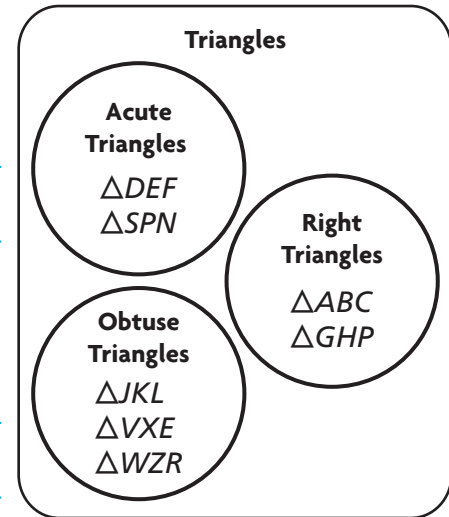 Triangles
Acute
Triangles
△DEF
△SPN
Right
Triangles
△ABC
△GHP
Obtuse
Triangles
△JKL
△VXE
△WZR